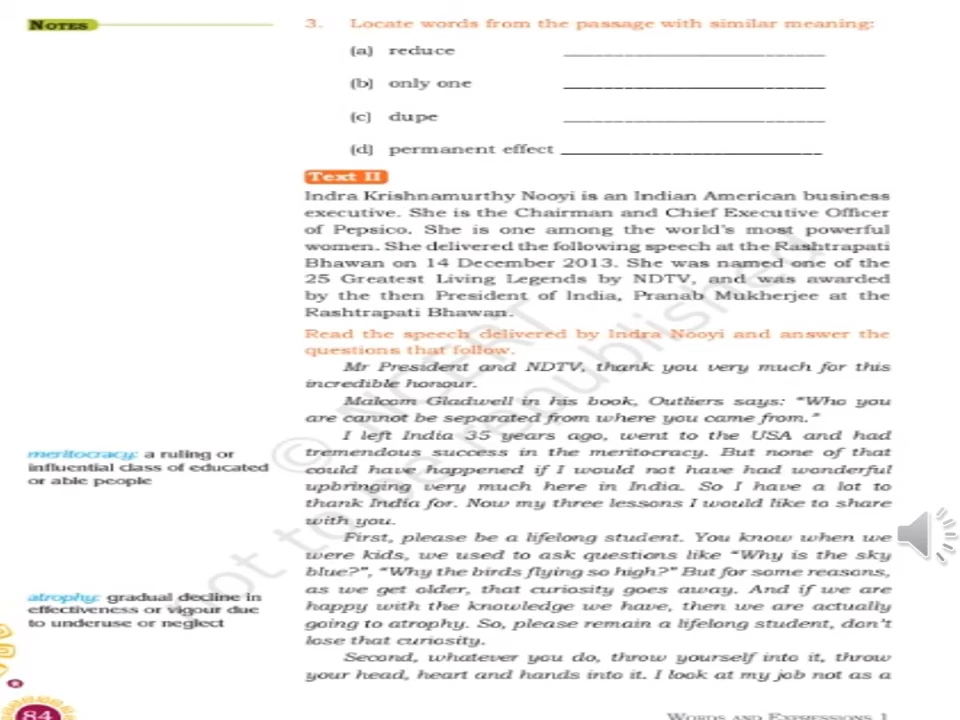 NOTES
3. Locate words from the passage with similar meaning:
(a) reduce ____________________
(b) only one ____________________
(c) dupe ____________________
(d) permanent effect ____________________
Text II
Indra Krishnamurthy Nooyi is an Indian American business
executive. She is the Chairman and Chief Executive Officer
of Pepsico. She is one among the world's most powerful
women. She delivered the following speech at the Rashtrapati
Bhawan on 14 December 2013. She was named one of the
25 Greatest Living Legends by NDTV, and was awarded
by the then President of India, Pranab Mukherjee at the
Rashtrapati Bhawan.
Read the speech delivered by Indra Nooyi and answer the
questions that follow.
Mr President and NDTV, thank you very much for this
incredible honour.
Malcom Gladwell in his book, Outliers says: "Who you
are cannot be separated from where you came from."
I left India 35 years ago, went to the USA and had
tremendous success in the meritocracy. But none of that
could have happened if I would not have had wonderful
upbringing very much here in India. So I have a lot to
thank India for. Now my three lessons I would like to share
with you.
First, please be a lifelong student. You know when we
were kids, we used to ask questions like "Why is the sky
blue?", "Why the birds flying so high?" But for some reasons,
as we get older, that curiosity goes away. And if we are
happy with the knowledge we have, then we are actually
going to atrophy. So, please remain a lifelong student, don't
lose that curiosity.
Second, whatever you do, throw yourself into it, throw
your head, heart and hands into it. I look at my job not as a
meritocracy: a ruling or
influential class of educated
or able people
atrophy: gradual decline in
effectiveness or vigour due
to underuse or neglect
© NCERT
not to be republished
84
WORDS AND EXPRESSIONS 1